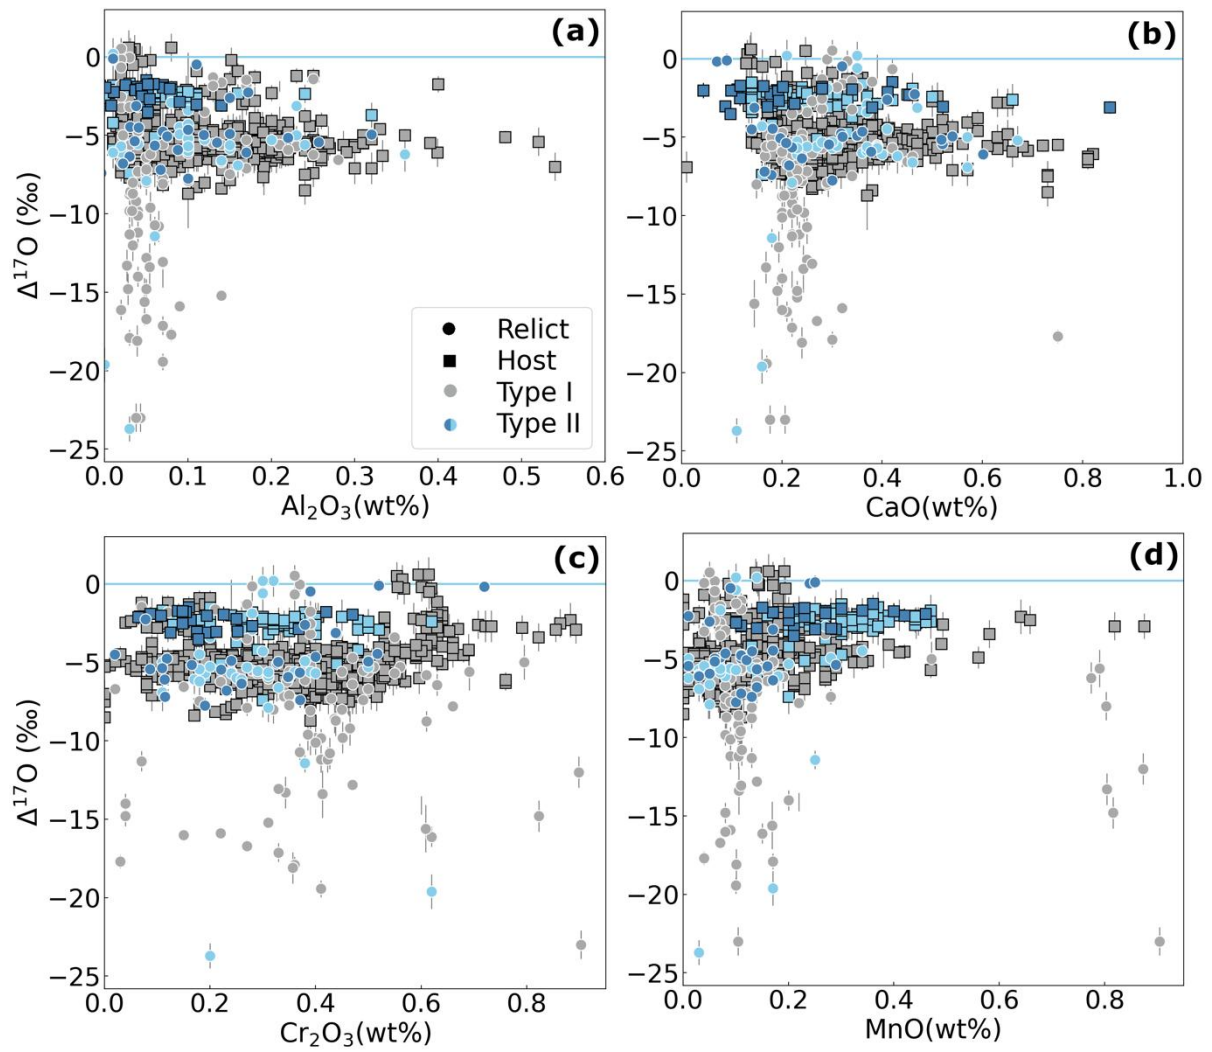 (a)
0
−5
−10
−15
−20
−25
Δ¹⁷O (‰)
Relict
Host
Type I
Type II
0.0 0.1 0.2 0.3 0.4 0.5 0.6
Al₂O₃(wt%)
(b)
0
−5
−10
−15
−20
−25
0.0 0.2 0.4 0.6 0.8 1.0
CaO(wt%)
(c)
0
−5
−10
−15
−20
−25
Δ¹⁷O (‰)
0.0 0.2 0.4 0.6 0.8
Cr₂O₃(wt%)
(d)
0
−5
−10
−15
−20
−25
0.0 0.2 0.4 0.6 0.8
MnO(wt%)